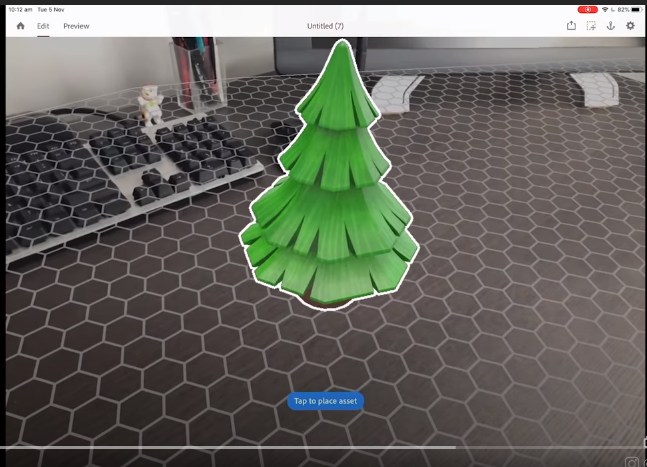 10:12 am Tue 5 Nov
82%
Edit Preview Untitled (7)
Tap to place asset